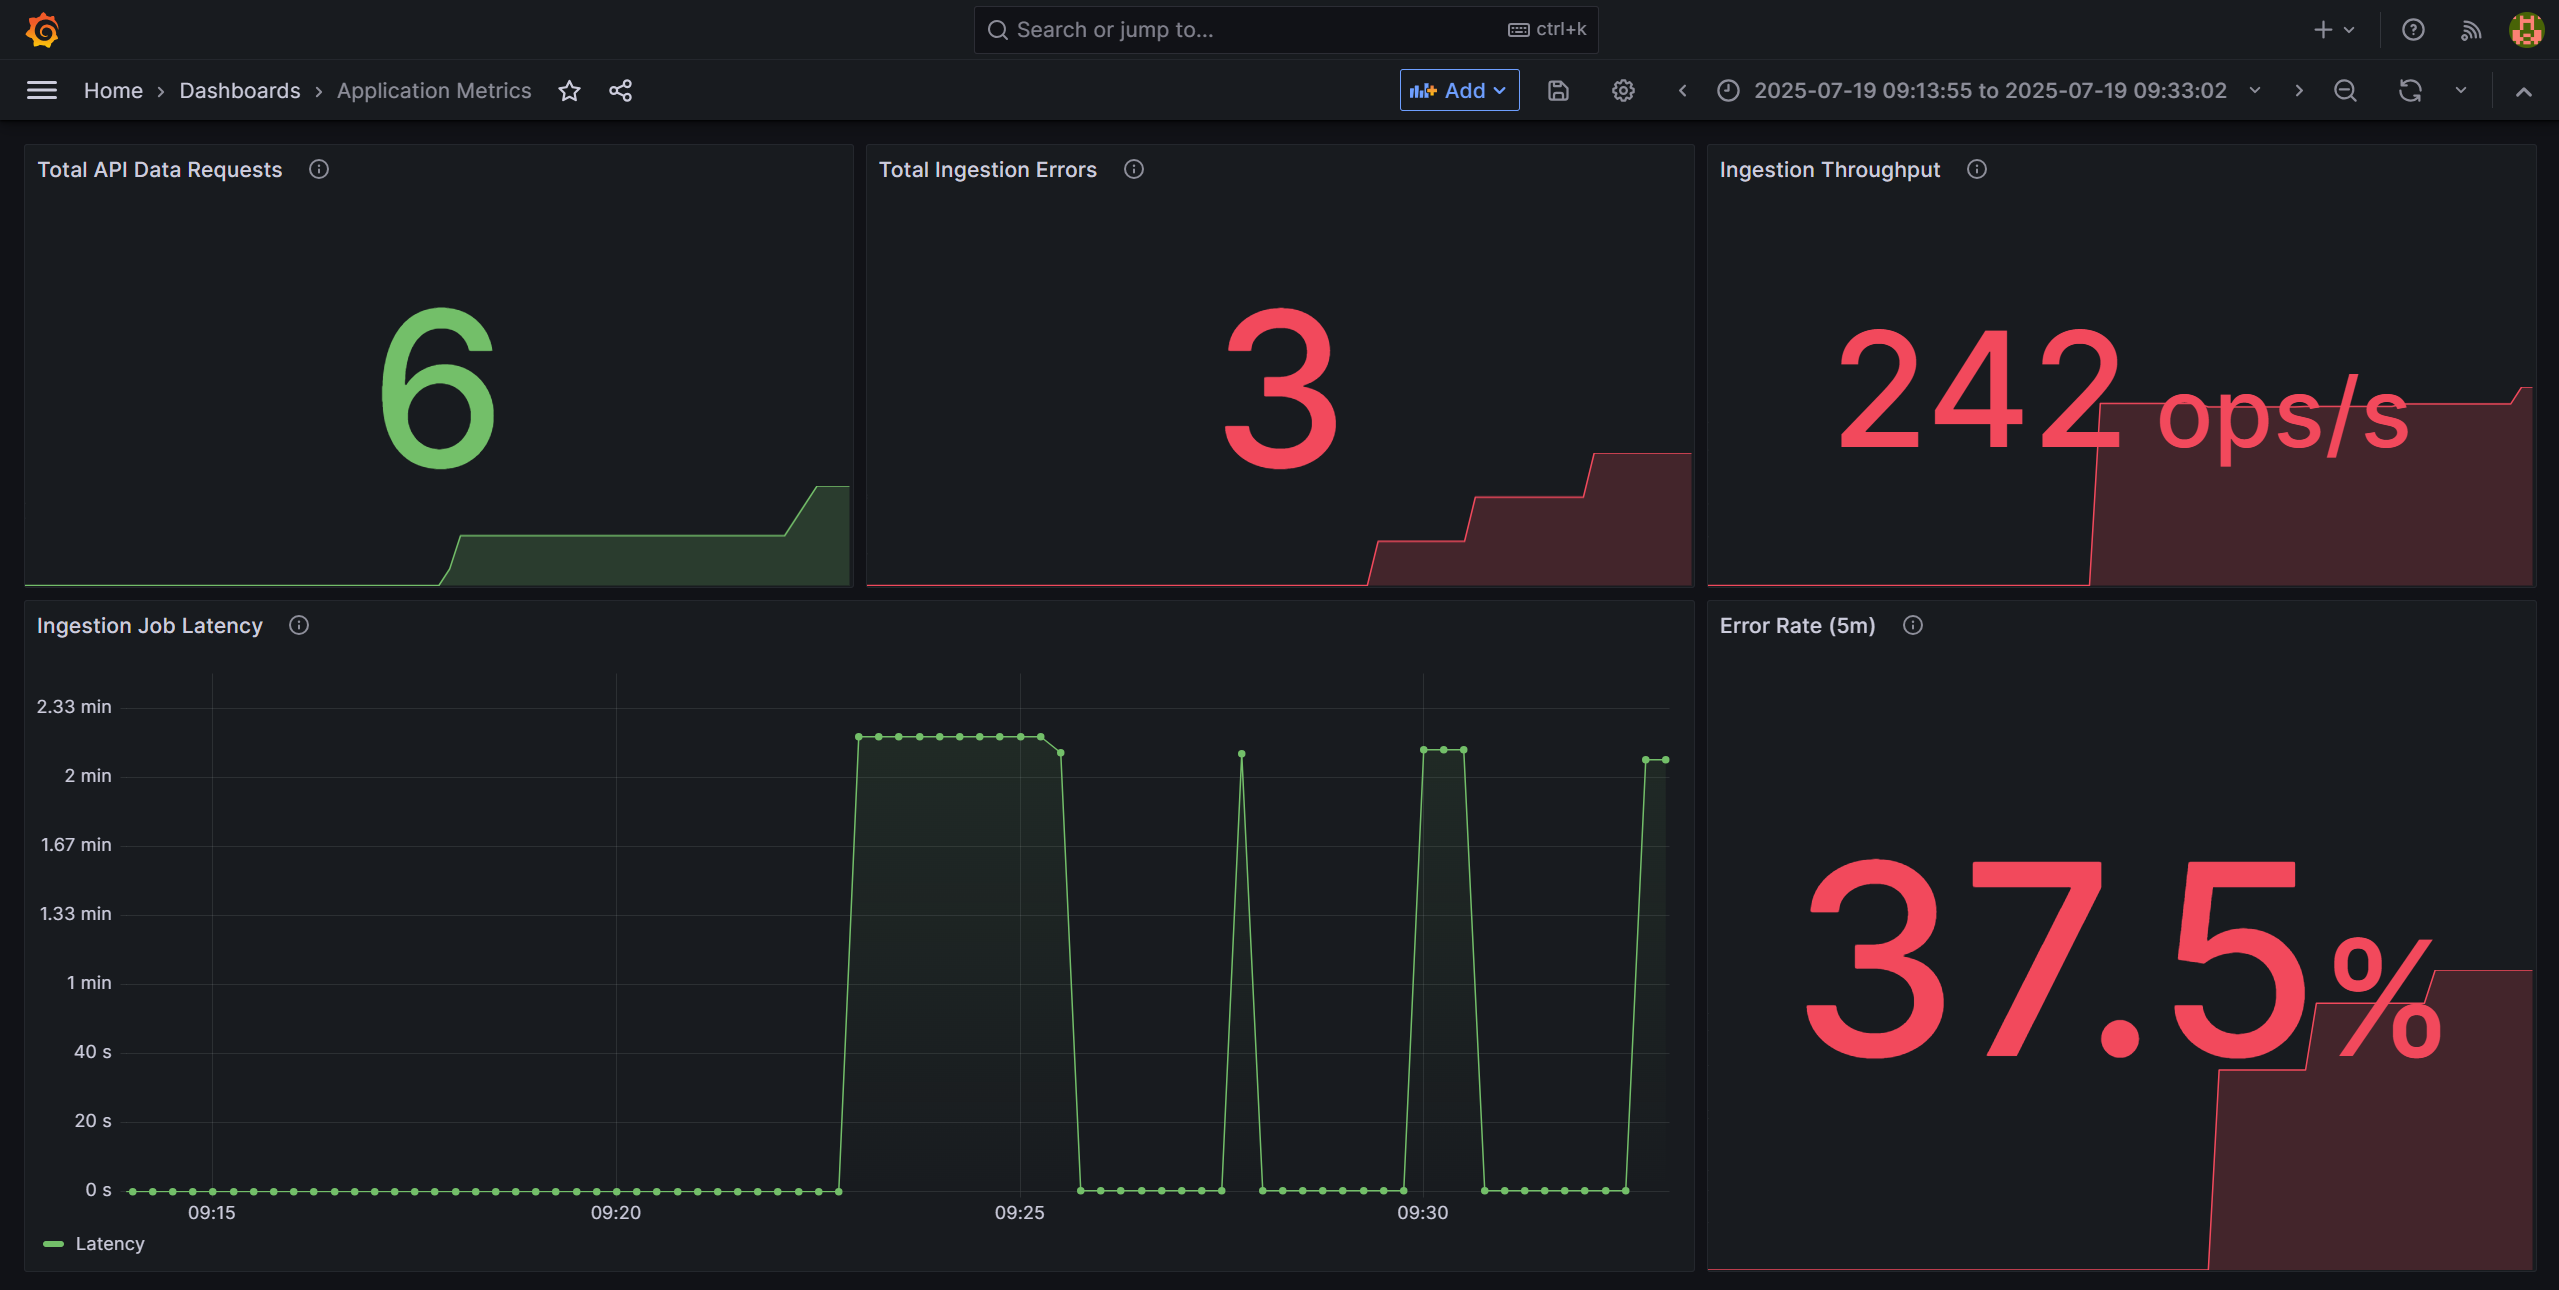 Search or jump to...
ctrl+k
Home
Dashboards
Application Metrics
Add
2025-07-19 09:13:55 to 2025-07-19 09:33:02
Total API Data Requests
6
Total Ingestion Errors
3
Ingestion Throughput
242 ops/s
Ingestion Job Latency
2.33 min
2 min
1.67 min
1.33 min
1 min
40 s
20 s
0 s
09:15
09:20
09:25
09:30
Latency
Error Rate (5m)
37.5%